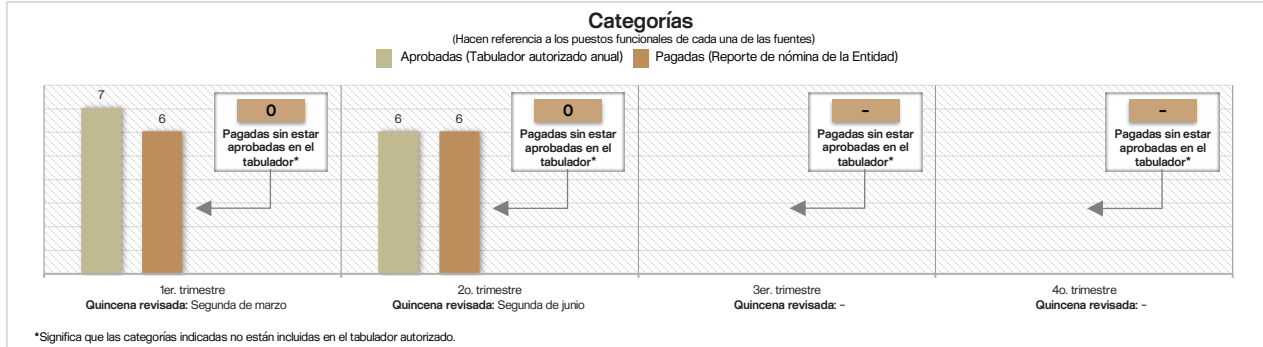 Categorías
(Hacen referencia a los puestos funcionales de cada una de las fuentes)
Aprobadas (Tabulador autorizado anual) Pagadas (Reporte de nómina de la Entidad)
7
6
0
Pagadas sin estar
aprobadas en el
tabulador*
6
6
0
Pagadas sin estar
aprobadas en el
tabulador*
-
Pagadas sin estar
aprobadas en el
tabulador*
-
Pagadas sin estar
aprobadas en el
tabulador*
1er. trimestre
Quincena revisada: Segunda de marzo
2o. trimestre
Quincena revisada: Segunda de junio
3er. trimestre
Quincena revisada: -
4o. trimestre
Quincena revisada: -
*Significa que las categorías indicadas no están incluidas en el tabulador autorizado.